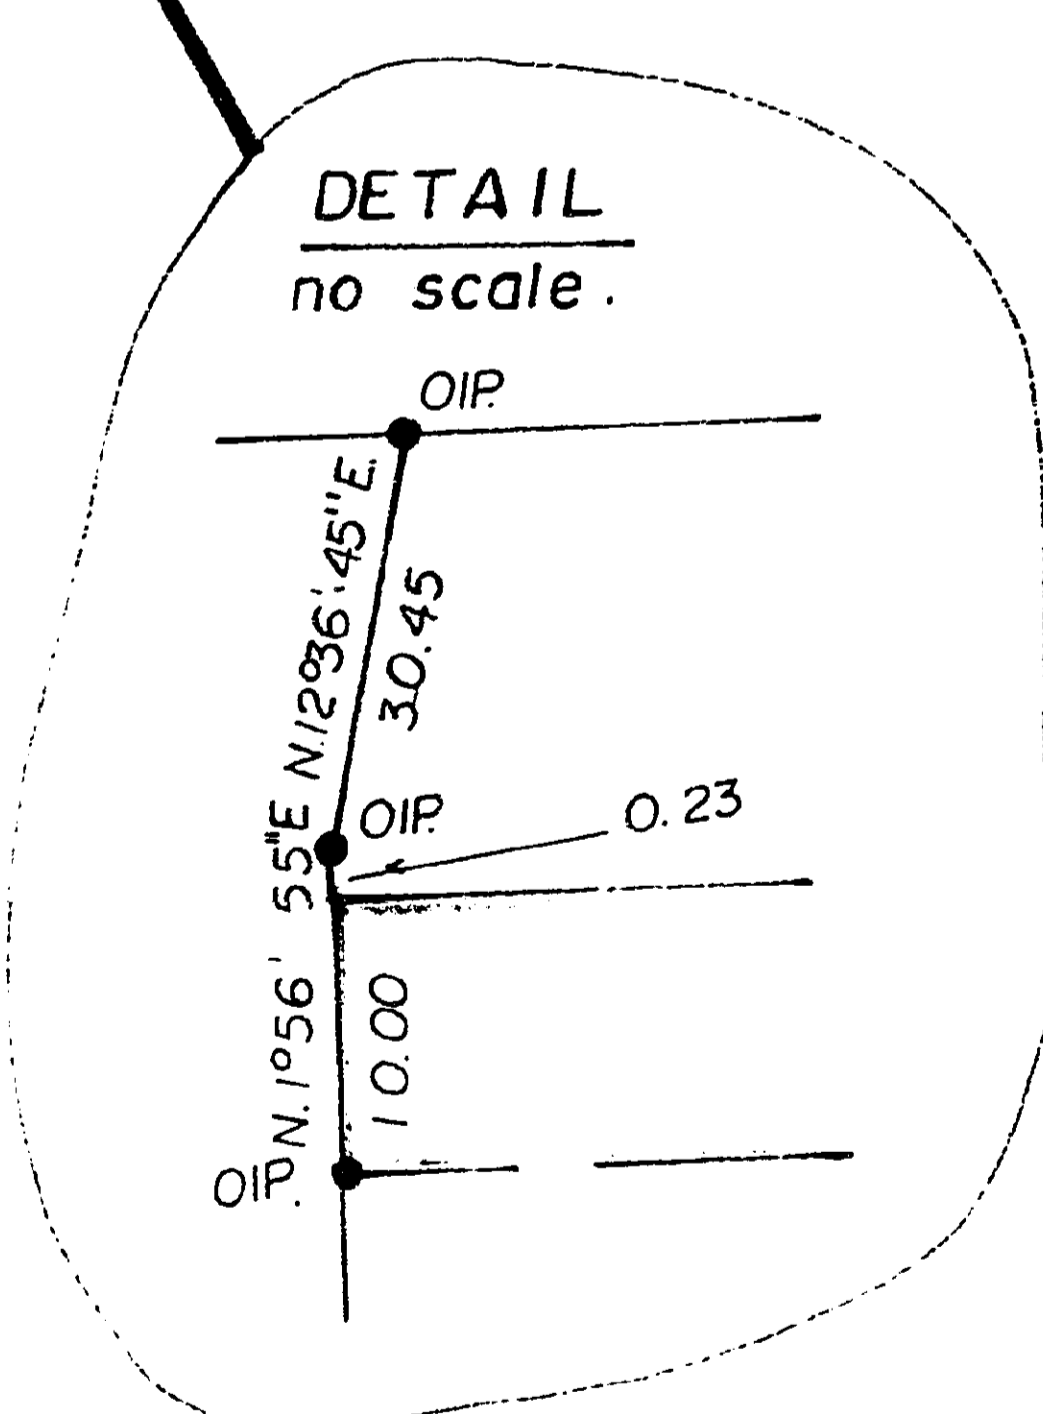 DETAIL
no scale.
OIP.
N.12°36'.45"E.
30.45
OIP.
0.23
N.1°56' 55"E
10.00
OIP.